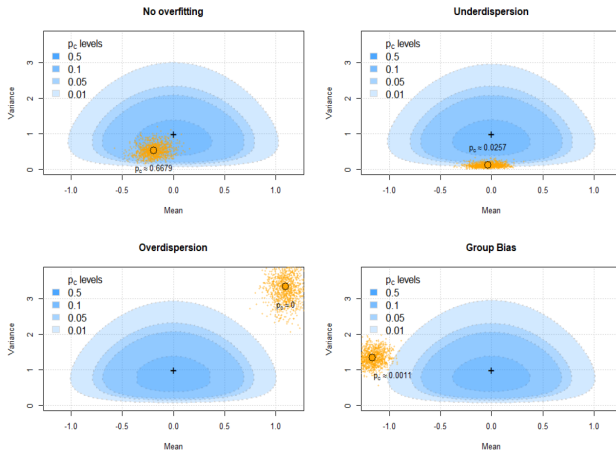 No overfitting
p_c levels
0.5
0.1
0.05
0.01
p_c ≈ 0.6679
Variance
0 1 2 3
-1.0 -0.5 0.0 0.5 1.0
Mean
Underdispersion
p_c levels
0.5
0.1
0.05
0.01
p_c ≈ 0.0257
Variance
0 1 2 3
-1.0 -0.5 0.0 0.5 1.0
Mean
Overdispersion
p_c levels
0.5
0.1
0.05
0.01
p_c ≈ 0
Variance
0 1 2 3
-1.0 -0.5 0.0 0.5 1.0
Mean
Group Bias
p_c levels
0.5
0.1
0.05
0.01
p_c ≈ 0.0011
Variance
0 1 2 3
-1.0 -0.5 0.0 0.5 1.0
Mean